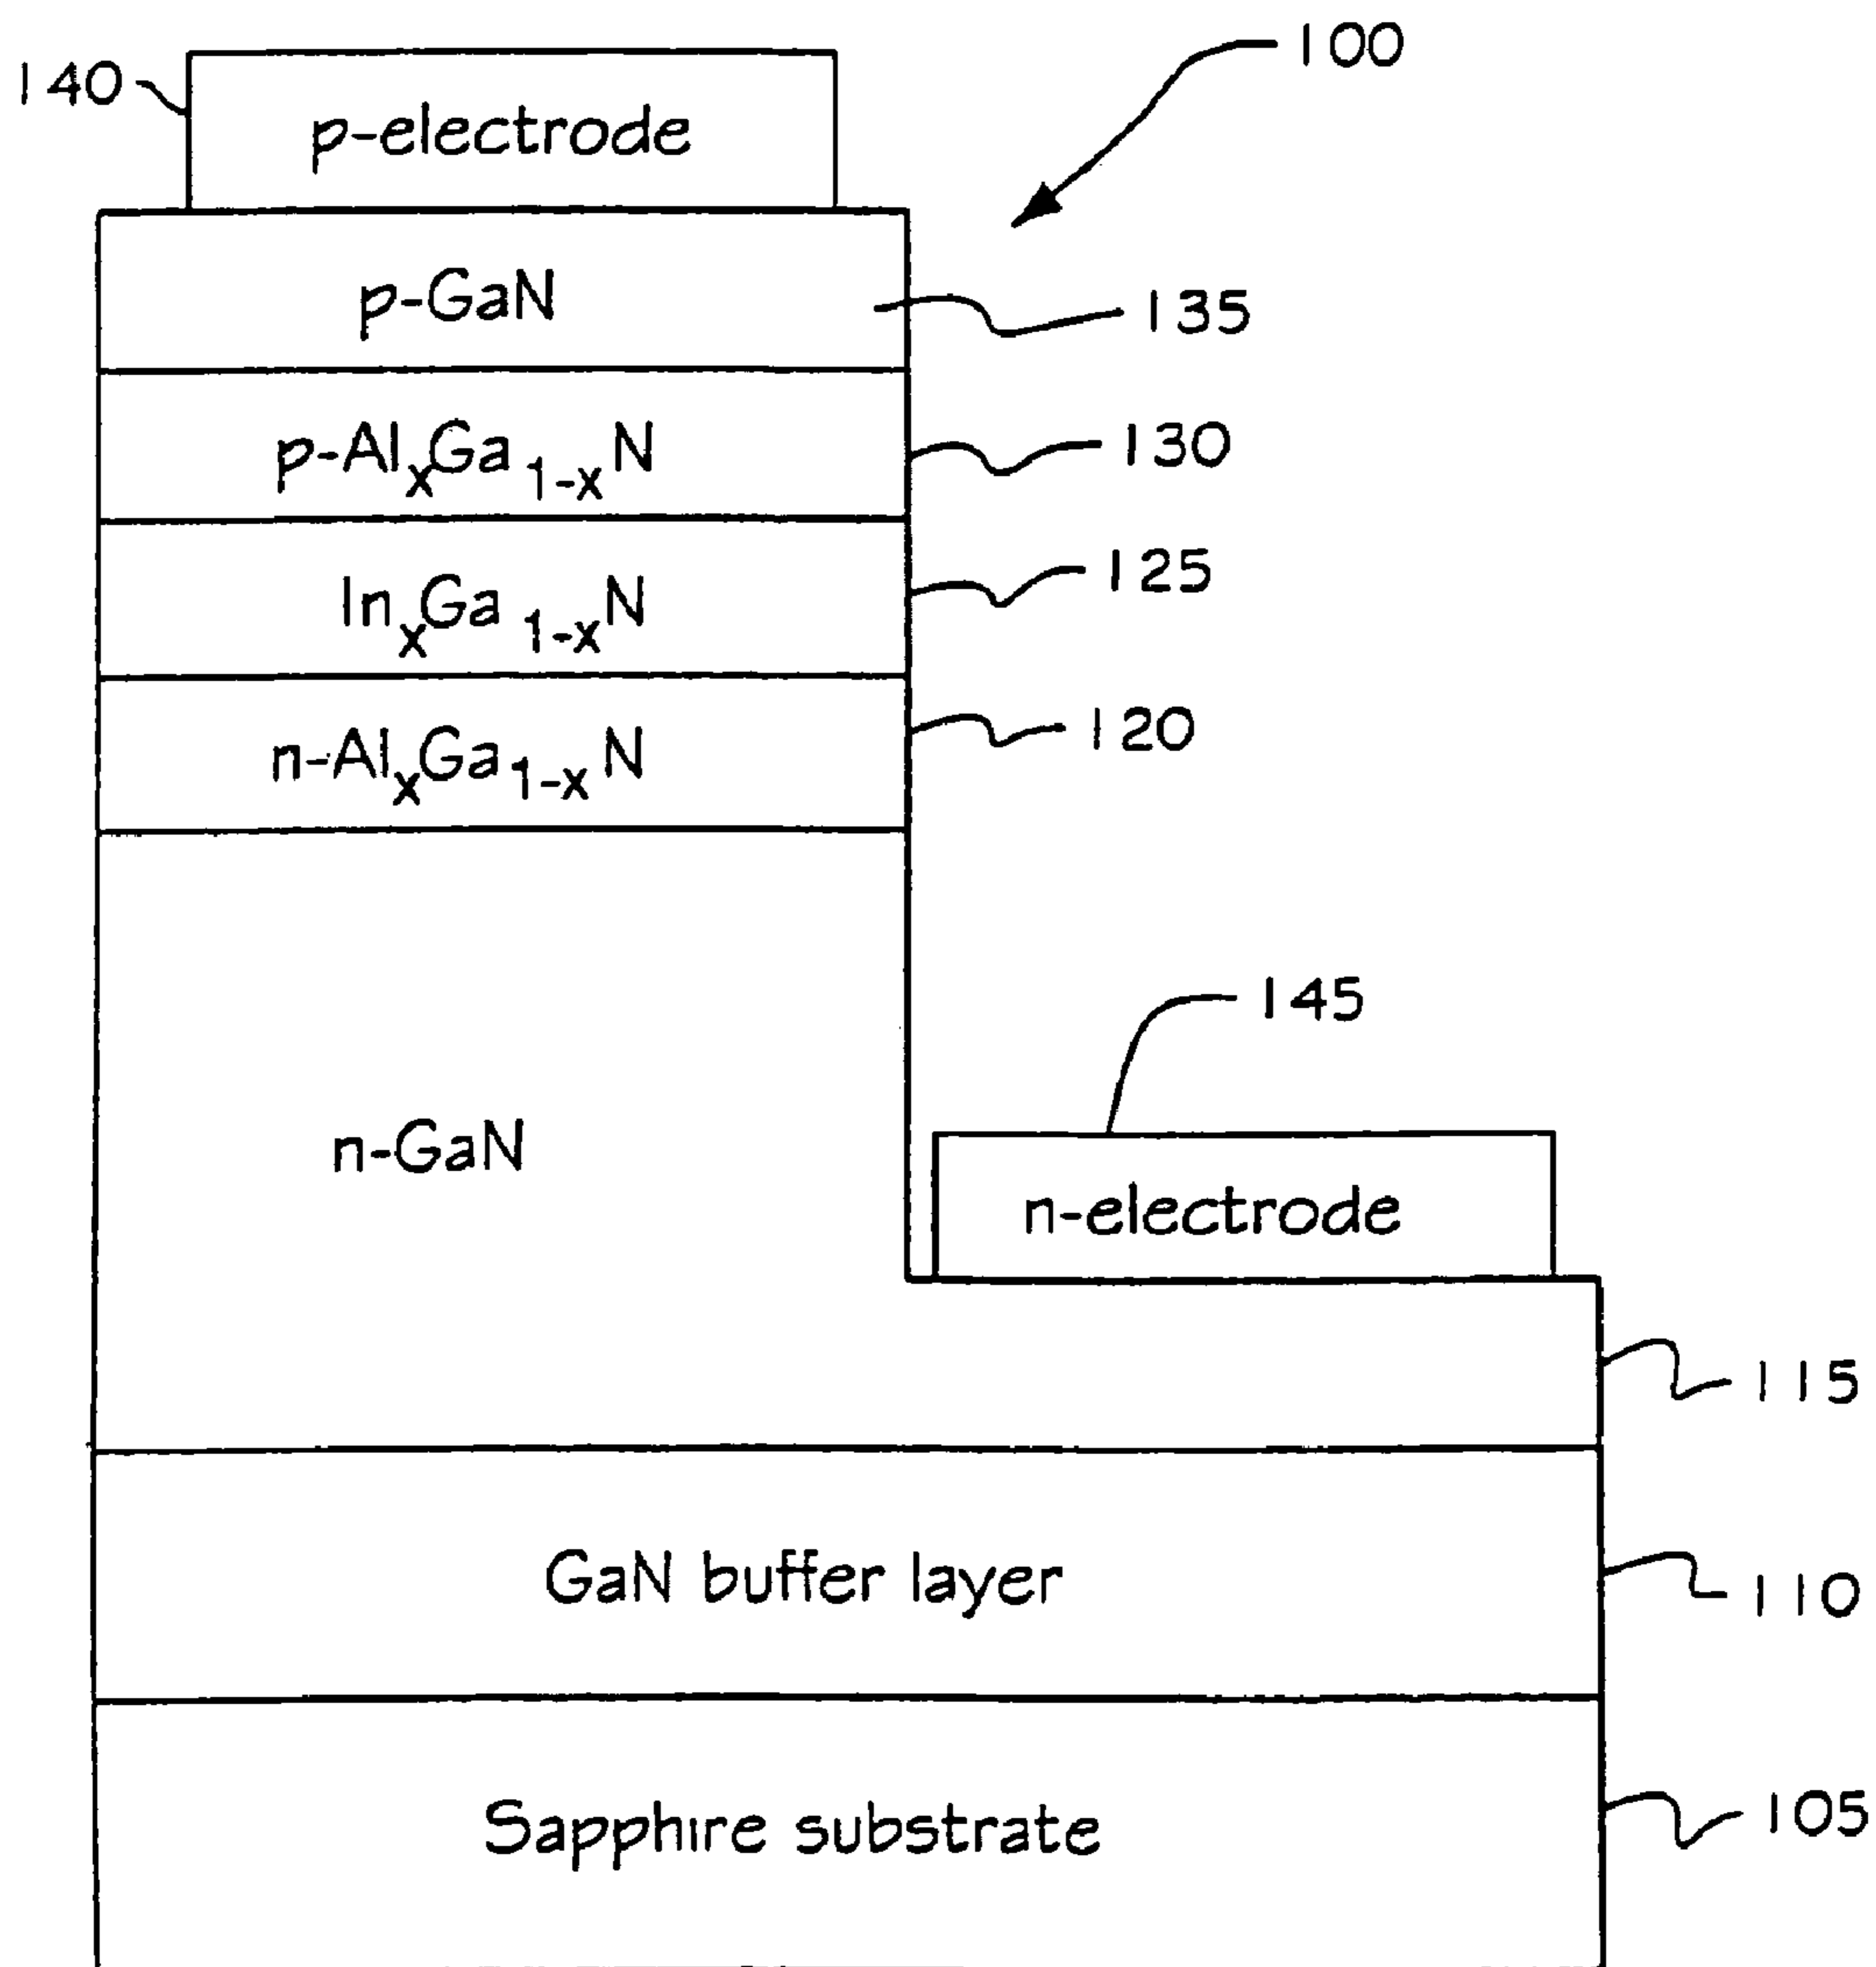 100
140
p-electrode
p-GaN
135
p-AlₓGa₁₋ₓN
130
InₓGa₁₋ₓN
125
n-AlₓGa₁₋ₓN
120
145
n-GaN
n-electrode
115
GaN buffer layer
110
Sapphire substrate
105